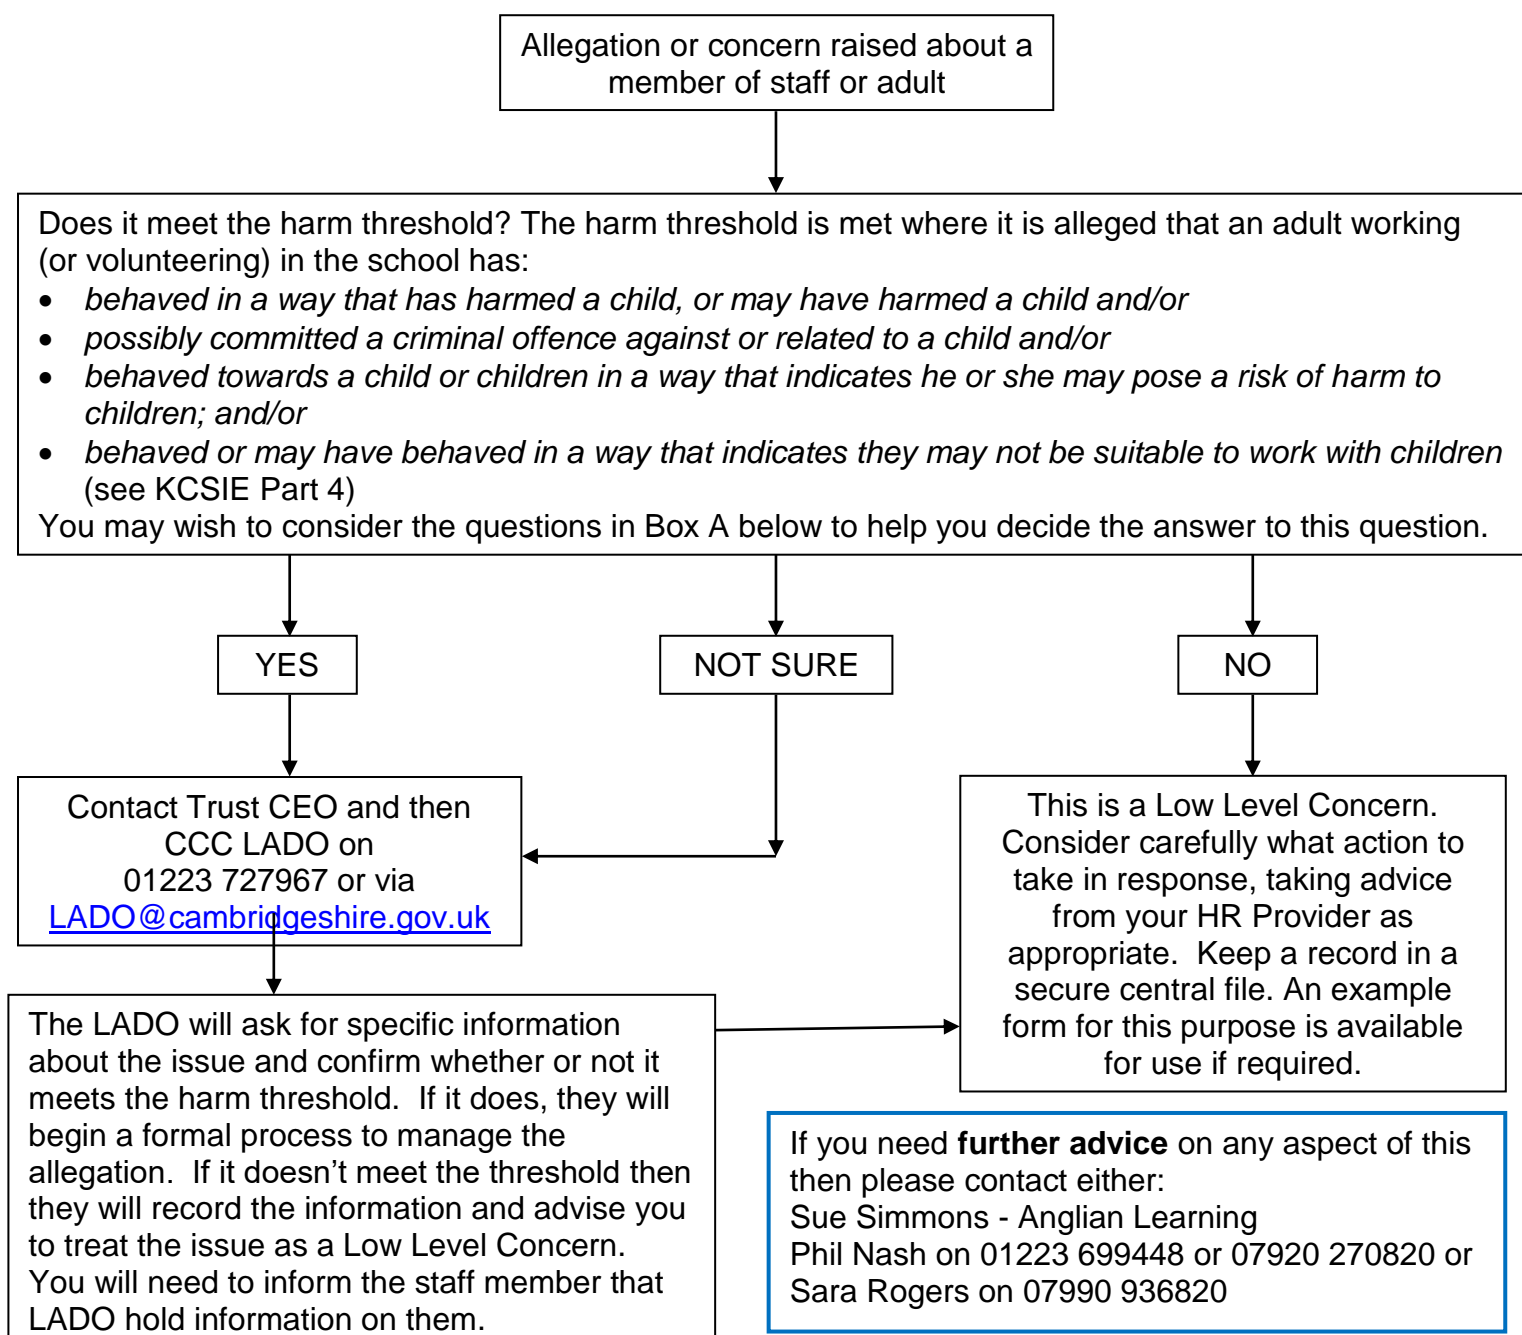 Allegation or concern raised about a
member of staff or adult
Does it meet the harm threshold? The harm threshold is met where it is alleged that an adult working
(or volunteering) in the school has:
• behaved in a way that has harmed a child, or may have harmed a child and/or
• possibly committed a criminal offence against or related to a child and/or
• behaved towards a child or children in a way that indicates he or she may pose a risk of harm to
children; and/or
• behaved or may have behaved in a way that indicates they may not be suitable to work with children
(see KCSIE Part 4)
You may wish to consider the questions in Box A below to help you decide the answer to this question.
YES
NOT SURE
NO
Contact Trust CEO and then
CCC LADO on
01223 727967 or via
LADO@cambridgeshire.gov.uk
This is a Low Level Concern.
Consider carefully what action to
take in response, taking advice
from your HR Provider as
appropriate.  Keep a record in a
secure central file. An example
form for this purpose is available
for use if required.
The LADO will ask for specific information
about the issue and confirm whether or not it
meets the harm threshold.  If it does, they will
begin a formal process to manage the
allegation.  If it doesn’t meet the threshold then
they will record the information and advise you
to treat the issue as a Low Level Concern.
You will need to inform the staff member that
LADO hold information on them.
If you need further advice on any aspect of this
then please contact either:
Sue Simmons - Anglian Learning
Phil Nash on 01223 699448 or 07920 270820 or
Sara Rogers on 07990 936820